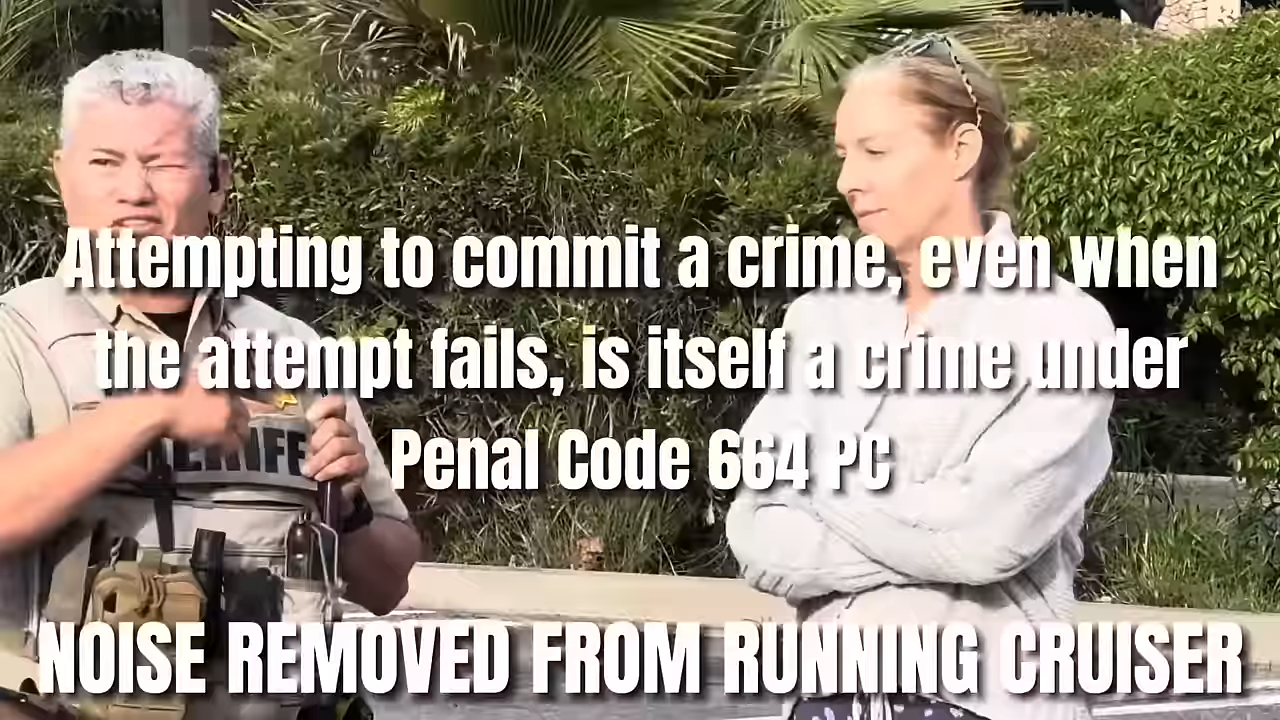 Attempting to commit a crime, even when
the attempt fails, is itself a crime under
SHERIFF
Penal Code 664 PC
NOISE REMOVED FROM RUNNING CRUISER